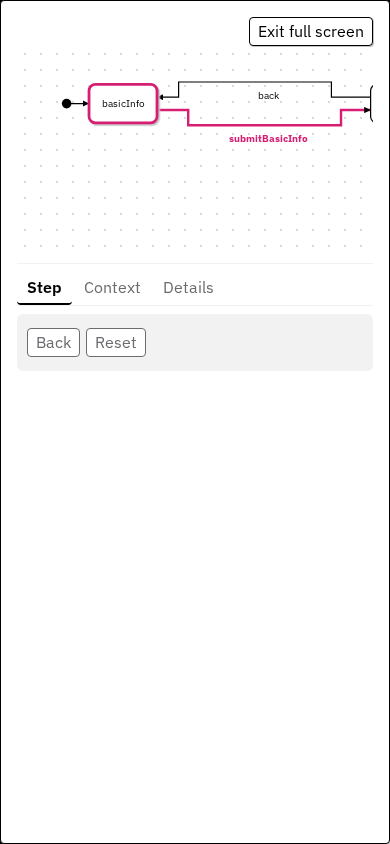 Exit full screen
back
basicInfo
submitBasicInfo
Step Context Details
Back Reset